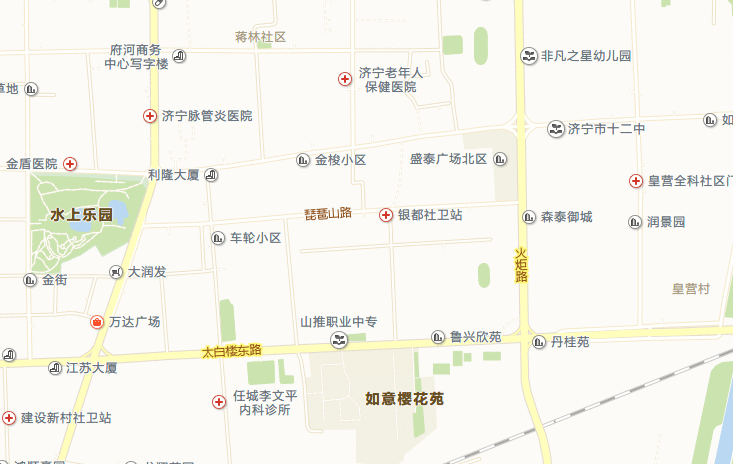 蒋林社区
府河商务
中心写字楼
非凡之星幼儿园
济宁老年人
保健医院
草地
济宁脉管炎医院
如
济宁市十二中
金盾医院
利隆大厦
金梭小区
盛泰广场北区
皇营全科社区门
水上乐园
琵琶山路
银都社卫站
森泰御城
润景园
车轮小区
火炬路
金街
大润发
皇营村
万达广场
山推职业中专
鲁兴欣苑
丹桂苑
太白楼东路
江苏大厦
任城李文平
内科诊所
如意樱花苑
建设新村社卫站